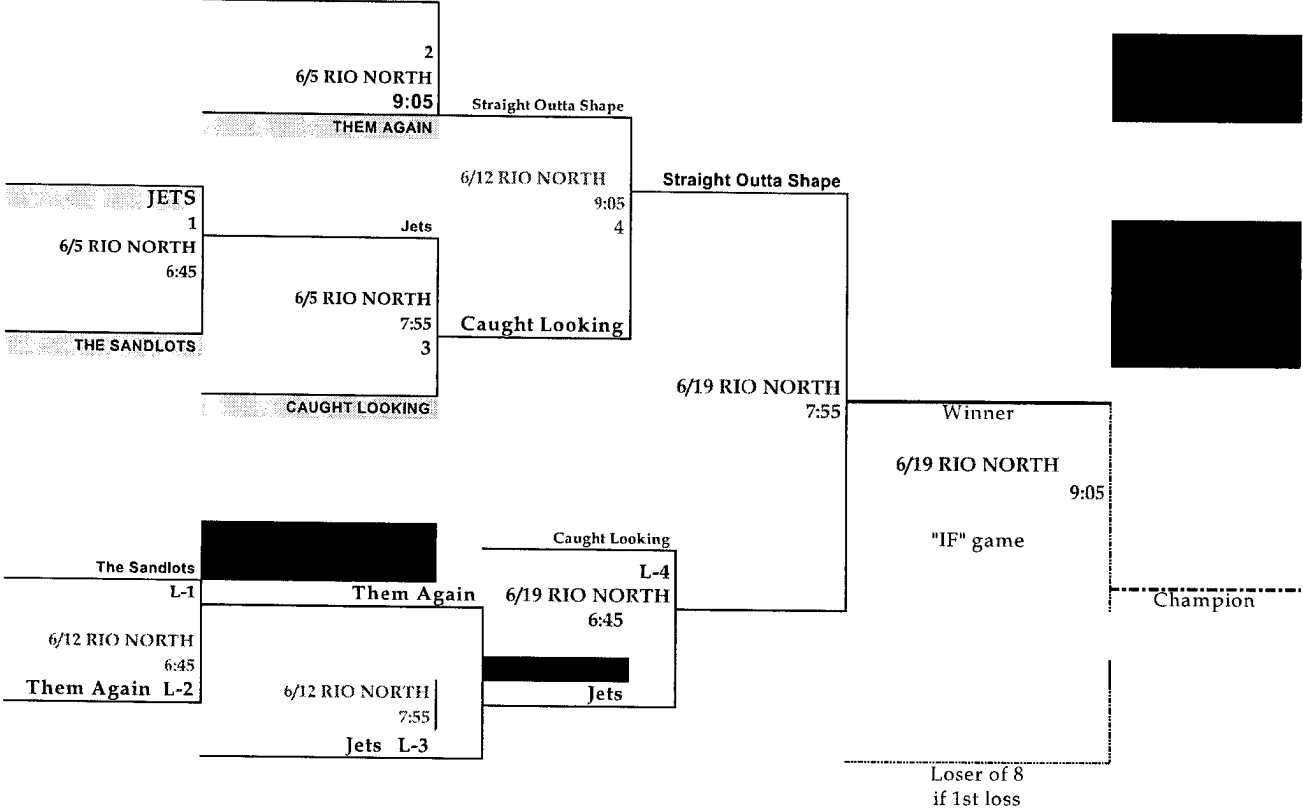 2
6/5 RIO NORTH
9:05
THEM AGAIN
Straight Outta Shape
JETS
1
6/5 RIO NORTH
6:45
THE SANDLOTS
Jets
6/5 RIO NORTH
7:55
3
CAUGHT LOOKING
6/12 RIO NORTH
9:05
4
Caught Looking
Straight Outta Shape
6/19 RIO NORTH
7:55
Winner
6/19 RIO NORTH
9:05
"IF" game
Champion
The Sandlots
L-1
6/12 RIO NORTH
6:45
Them Again L-2
Them Again
6/12 RIO NORTH
7:55
Jets L-3
Caught Looking
L-4
6/19 RIO NORTH
6:45
Jets
Loser of 8
if 1st loss